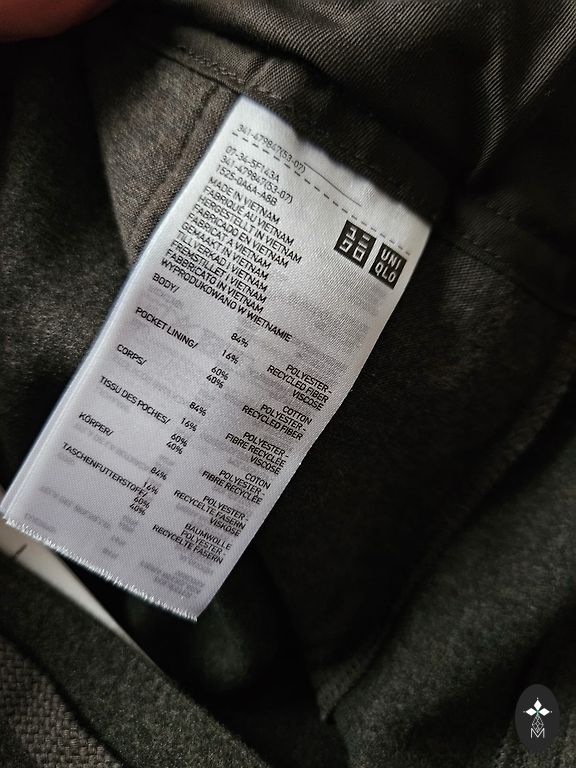 341-479847(53-07)
07-34-5F143A
341-479847(53-07)
MADE IN VIETNAM
FABRIQUÉ AU VIETNAM
HERGESTELLT IN VIETNAM
FABRICADO EN VIETNAM
FABRICAT A VIETNAM
GEMAAKT IN VIETNAM
TILLVERKAD I VIETNAM
FREMSTILLET I VIETNAM
FABBRICATO IN VIETNAM
WYPRODUKOWANO W WIETNAMIE
UNI
QLO
BODY/
84% POLYESTER -
RECYCLED FIBER
16% VISCOSE
POCKET LINING/
60% COTTON
40% POLYESTER -
RECYCLED FIBER
CORPS/
84% POLYESTER -
FIBRE RECYCLÉE
16% VISCOSE
TISSU DES POCHES/
60% COTON
40% POLYESTER -
FIBRE RECYCLÉE
KÖRPER/
84% POLYESTER -
RECYCELTE FASERN
16% VISKOSE
TASCHENFUTTERSTOFF/
60% BAUMWOLLE
40% POLYESTER -
RECYCELTE FASERN